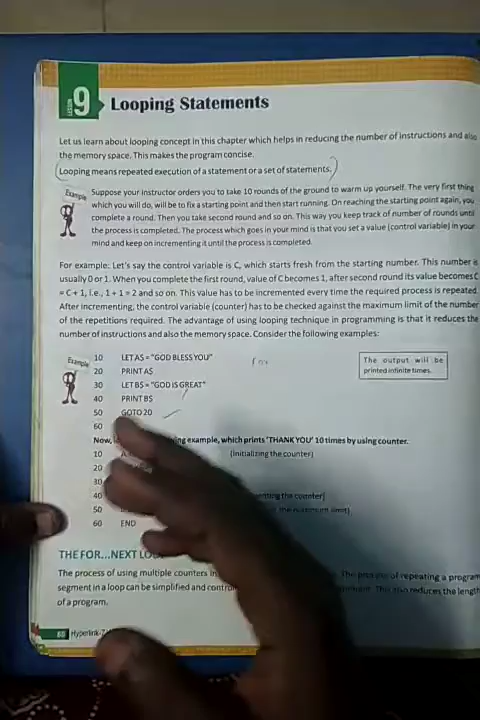 9 Looping Statements
Let us learn about looping concept in this chapter which helps in reducing the number of instructions and also
the memory space. This makes the program concise.
Looping means repeated execution of a statement or a set of statements.
Example
Suppose your instructor orders you to take 10 rounds of the ground to warm up yourself. The very first thing
which you will do, will be to fix a starting point and then start running. On reaching the starting point again, you
complete a round. Then you take second round and so on. This way you keep track of number of rounds until
the process is completed. The process which goes in your mind is that you set a value (control variable) in your
mind and keep on incrementing it until the process is completed.
For example: Let's say the control variable is C, which starts fresh from the starting number. This number is
usually 0 or 1. When you complete the first round, value of C becomes 1, after second round its value becomes C
= C + 1, i.e., 1 + 1 = 2 and so on. This value has to be incremented every time the required process is repeated.
After incrementing, the control variable (counter) has to be checked against the maximum limit of the number
of the repetitions required. The advantage of using looping technique in programming is that it reduces the
number of instructions and also the memory space. Consider the following examples:
Example
10 LET A$ = "GOD BLESS YOU"
20 PRINT A$
30 LET B$ = "GOD IS GREAT"
40 PRINT B$
50 GOTO 20
60
The output will be
printed infinite times.
Now, example, which prints 'THANK YOU' 10 times by using counter.
10 (Initializing the counter)
20
30
40 the counter)
50 the maximum limit)
60 END
THE FOR...NEXT
The process of using multiple counters The process of repeating a program
segment in a loop can be simplified and also reduces the length
of a program.
68 Hyperlink-7